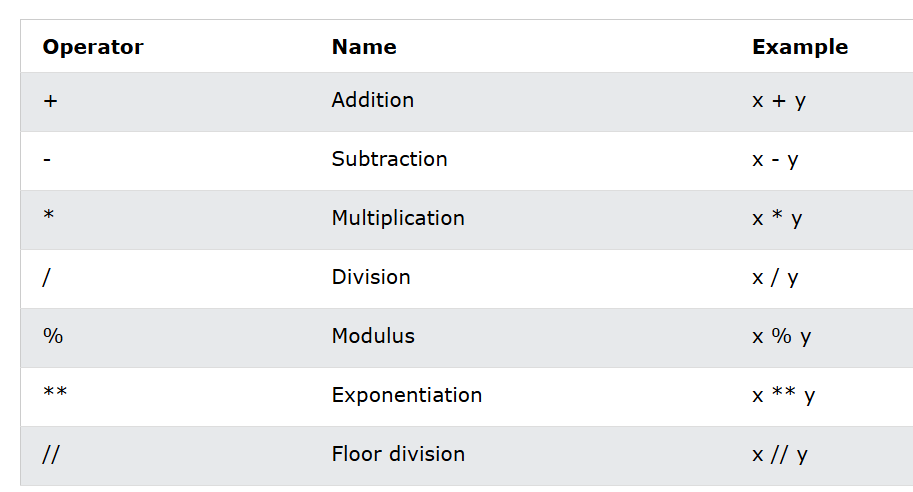 Operator Name Example
+ Addition x + y
- Subtraction x - y
* Multiplication x * y
/ Division x / y
% Modulus x % y
** Exponentiation x ** y
// Floor division x // y